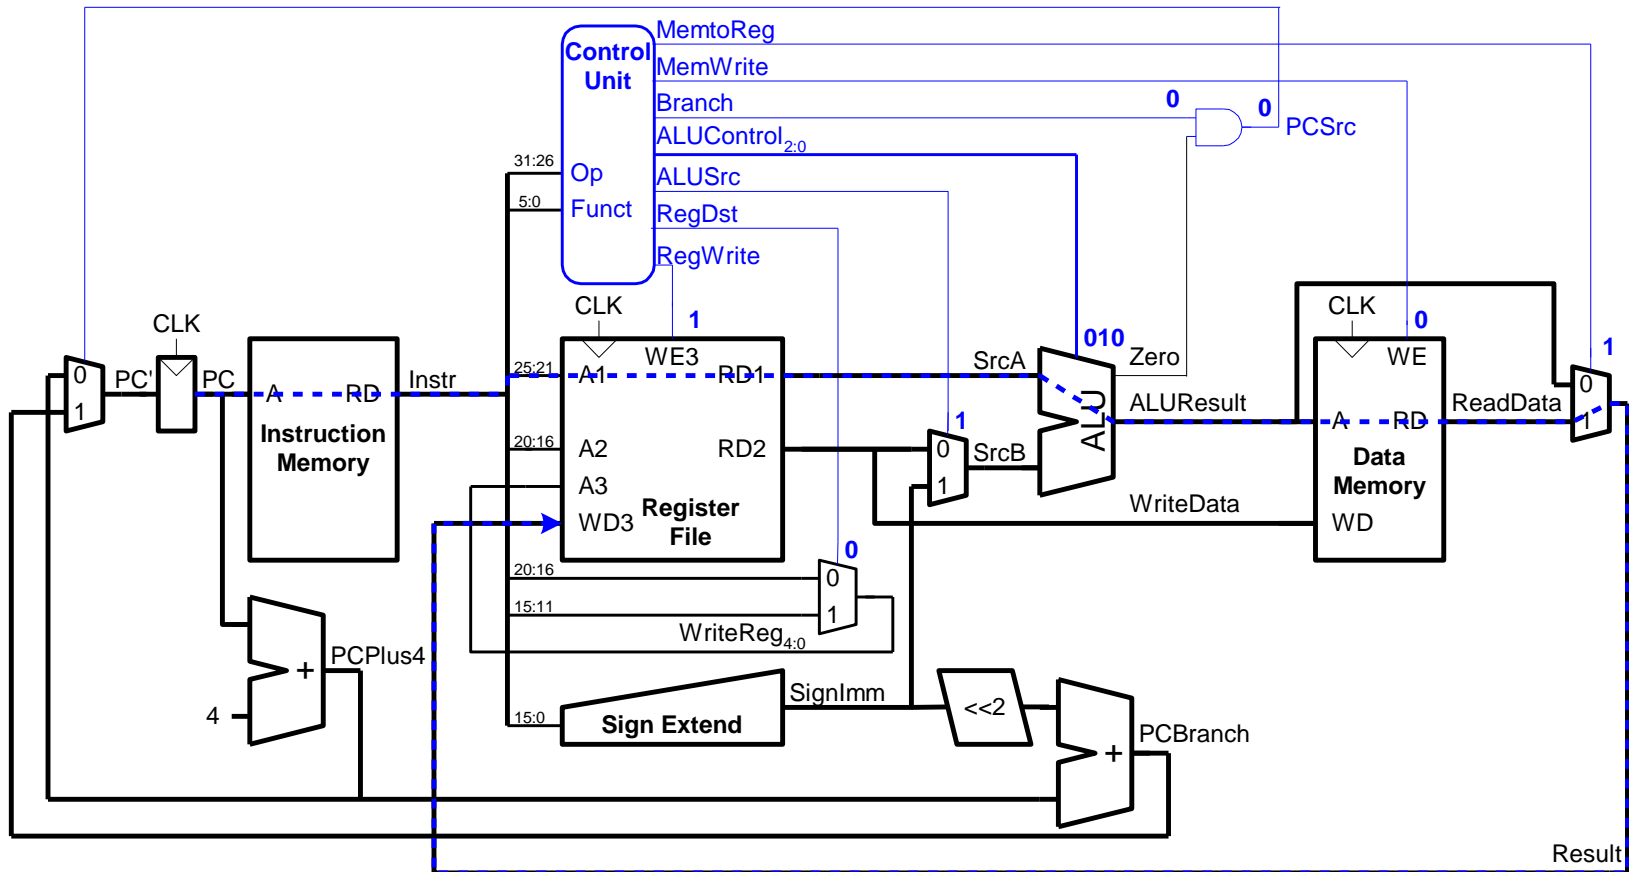 MemtoReg
Control
Unit
MemWrite
Branch
0
0
PCSrc
ALUControl2:0
31:26
Op
ALUSrc
5:0
Funct
RegDst
RegWrite
CLK
CLK
CLK
1
010
0
1
WE3
SrcA
Zero
WE
0
1
PC'
PC
A
RD
Instr
25:21
A1
RD1
ALU
ALUResult
A
RD
ReadData
0
1
Instruction
Memory
20:16
A2
RD2
1
0
1
SrcB
Data
Memory
A3
WD3
Register
File
WriteData
WD
0
20:16
0
15:11
1
WriteReg4:0
PCPlus4
+
4
SignImm
<<2
15:0
Sign Extend
PCBranch
+
Result